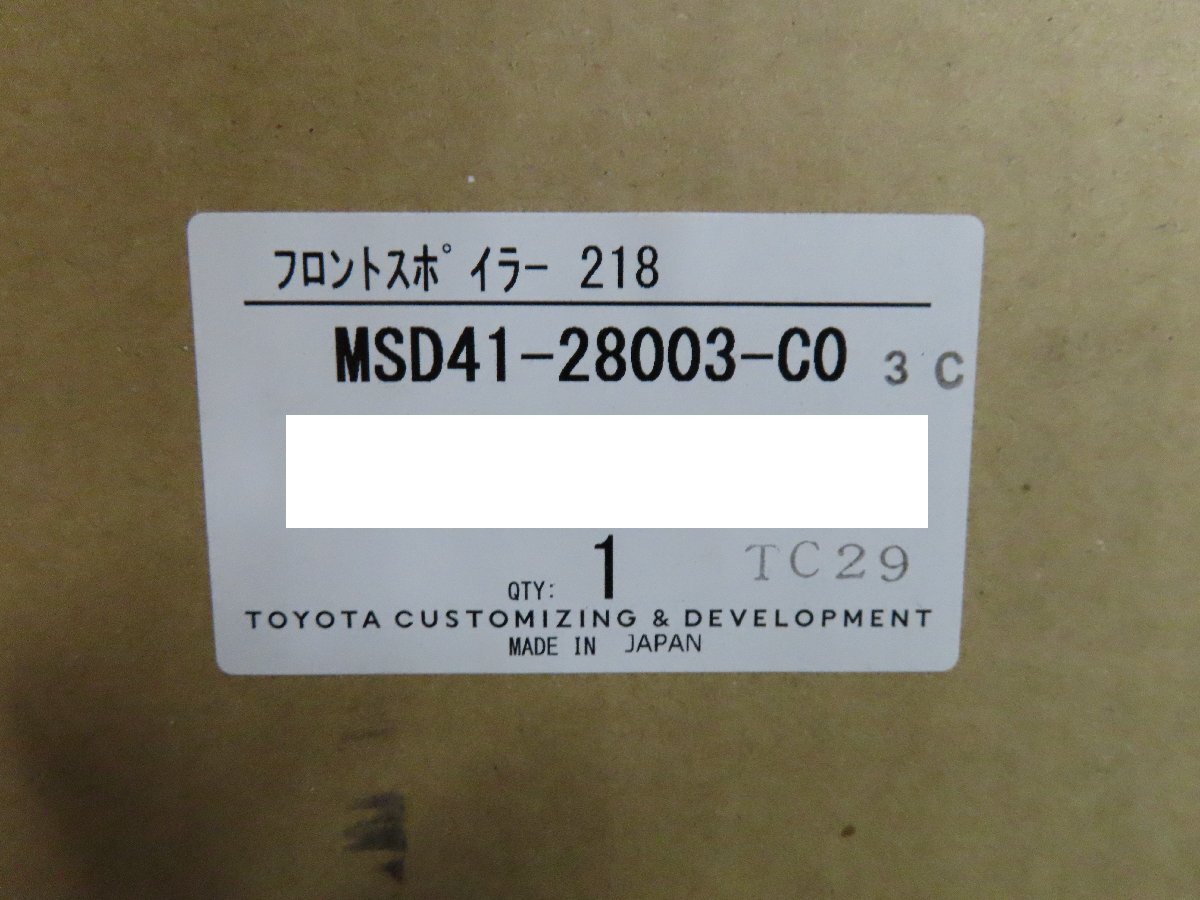 フロントスポイラー 218
MSD41-28003-C0 3 C
QTY: 1 TC29
TOYOTA CUSTOMIZING & DEVELOPMENT
MADE IN JAPAN